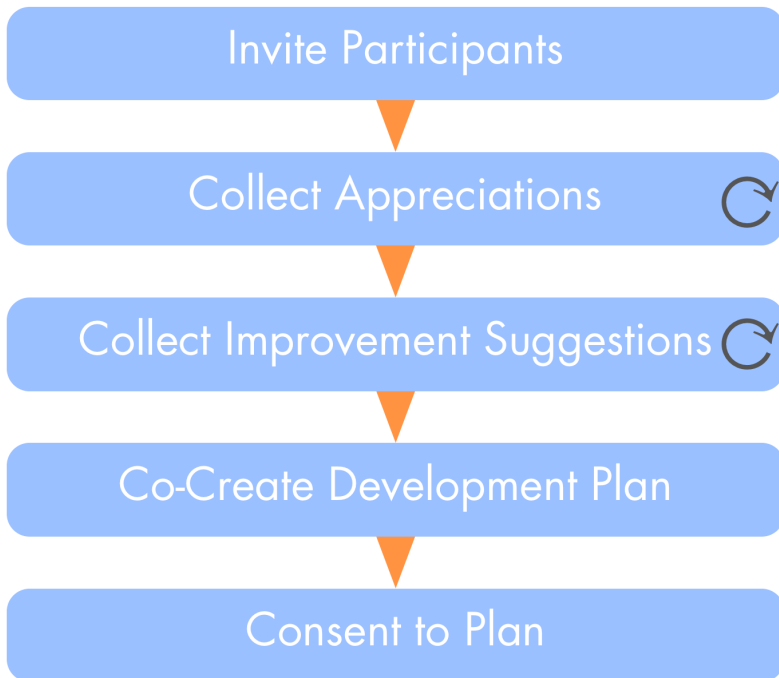 Invite Participants
Collect Appreciations
Collect Improvement Suggestions
Co-Create Development Plan
Consent to Plan